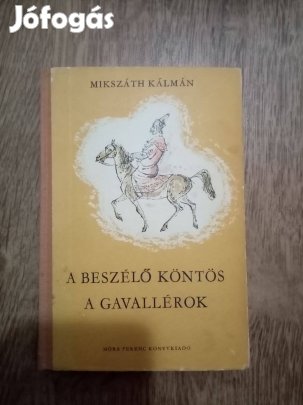 Jófogás
MIKSZÁTH KÁLMÁN
A BESZÉLŐ KÖNTÖS
A GAVALLÉROK
MÓRA FERENC KÖNYVKIADÓ